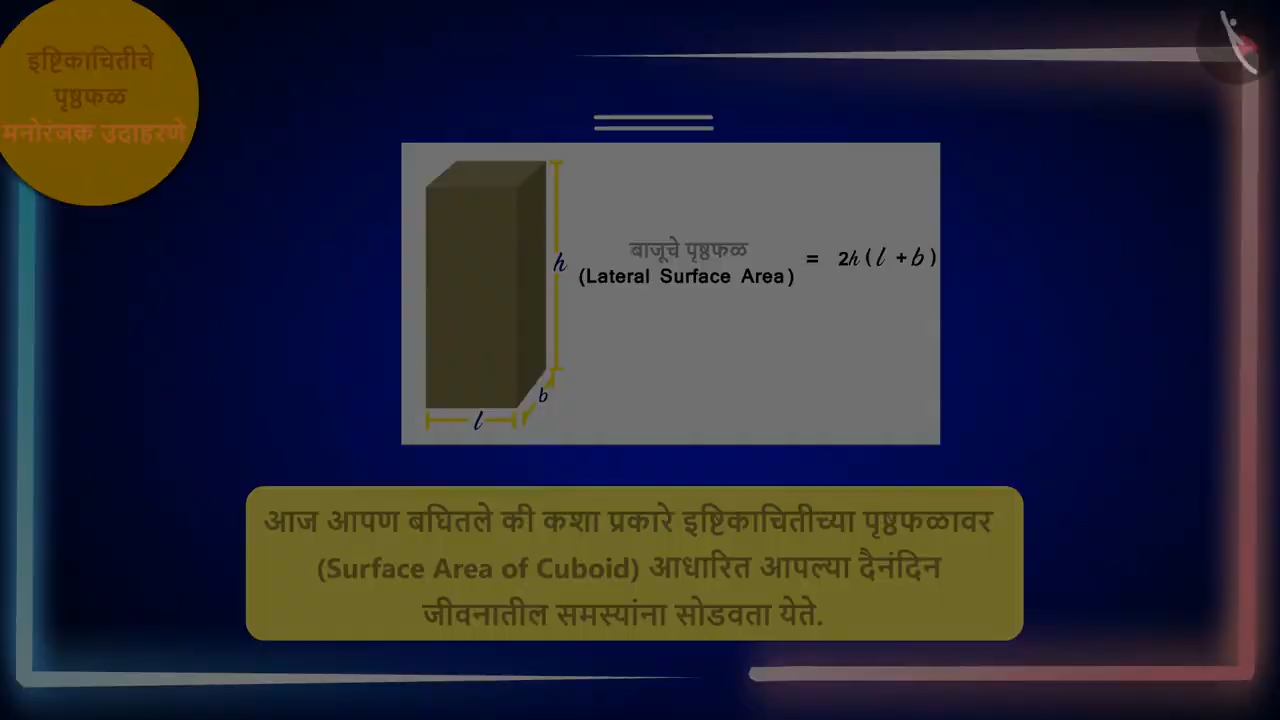 इष्टिकाचितीचे
पृष्ठफळ
मनोरंजक उदाहरणे
h
बाजूचे पृष्ठफळ
(Lateral Surface Area)
= 2h(l + b)
b
l
आज आपण बघितले की कशा प्रकारे इष्टिकाचितीच्या पृष्ठफळावर
(Surface Area of Cuboid) आधारित आपल्या दैनंदिन
जीवनातील समस्यांना सोडवता येते.